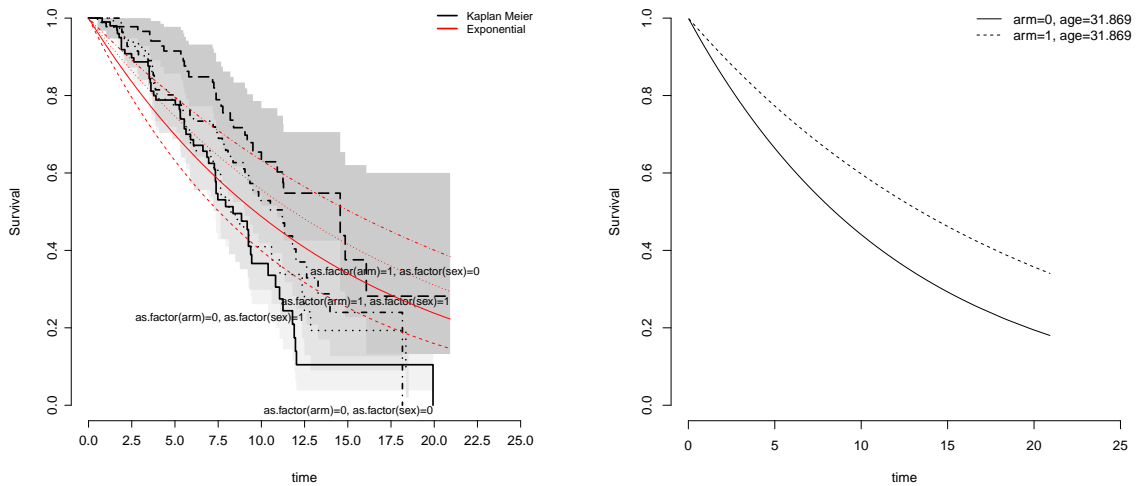 Kaplan Meier
Exponential
Survival
1.0
0.8
0.6
0.4
0.2
0.0
as.factor(arm)=1, as.factor(sex)=0
as.factor(arm)=1, as.factor(sex)=1
as.factor(arm)=0, as.factor(sex)=1
as.factor(arm)=0, as.factor(sex)=0
0.0 2.5 5.0 7.5 10.0 12.5 15.0 17.5 20.0 22.5 25.0
time
arm=0, age=31.869
arm=1, age=31.869
Survival
1.0
0.8
0.6
0.4
0.2
0.0
0 5 10 15 20 25
time